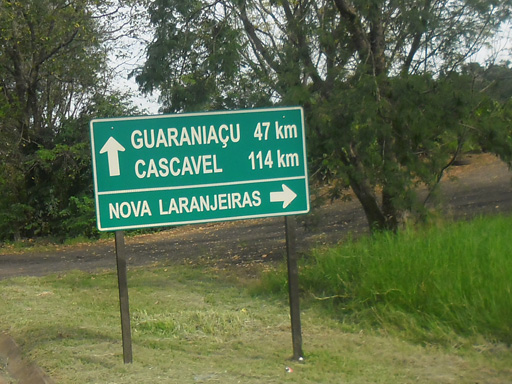 GUARANIAÇU 47 km
CASCAVEL 114 km
NOVA LARANJEIRAS